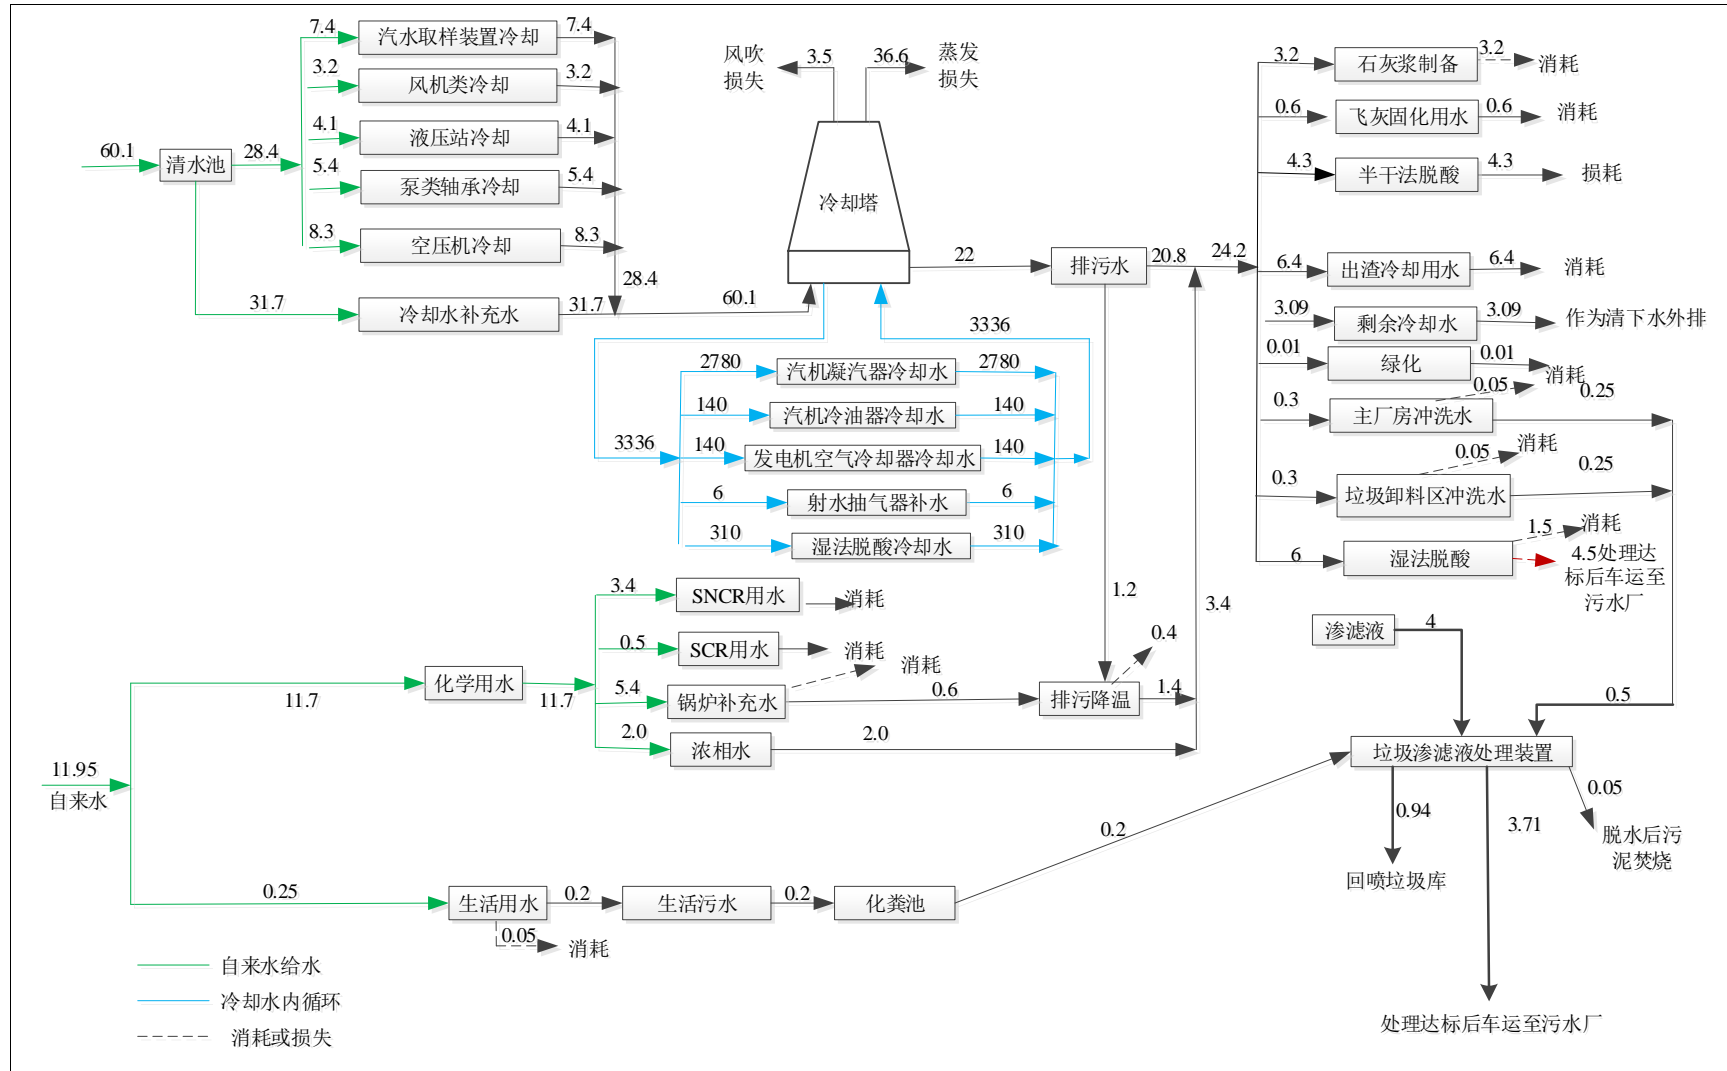 7.4
汽水取样装置冷却
7.4
3.2
风机类冷却
3.2
4.1
液压站冷却
4.1
60.1
清水池
28.4
5.4
泵类轴承冷却
5.4
8.3
空压机冷却
8.3
28.4
31.7
冷却水补充水
31.7
60.1
风吹
损失
3.5
36.6
蒸发
损失
冷却塔
22
排污水
20.8
24.2
3336
2780
汽机凝汽器冷却水
2780
140
汽机冷油器冷却水
140
3336
140
发电机空气冷却器冷却水
140
6
射水抽气器补水
6
310
湿法脱酸冷却水
310
3.2
石灰浆制备
3.2
消耗
0.6
飞灰固化用水
0.6
消耗
4.3
半干法脱酸
4.3
损耗
6.4
出渣冷却用水
6.4
消耗
3.09
剩余冷却水
3.09
作为清下水外排
0.01
绿化
0.01
消耗
0.3
主厂房冲洗水
0.05
0.25
消耗
0.3
垃圾卸料区冲洗水
0.05
0.25
消耗
6
湿法脱酸
1.5
消耗
4.5处理达
标后车运至
污水厂
3.4
SNCR用水
消耗
0.5
SCR用水
消耗
消耗
化学用水
11.7
11.7
5.4
锅炉补充水
0.6
1.2
3.4
0.4
排污降温
1.4
2.0
浓相水
2.0
渗滤液
4
0.5
垃圾渗滤液处理装置
0.94
3.71
0.05
脱水后污
泥焚烧
回喷垃圾库
处理达标后车运至污水厂
11.95
自来水
0.25
生活用水
0.2
生活污水
0.2
化粪池
0.2
0.05
消耗
自来水给水
冷却水内循环
消耗或损失